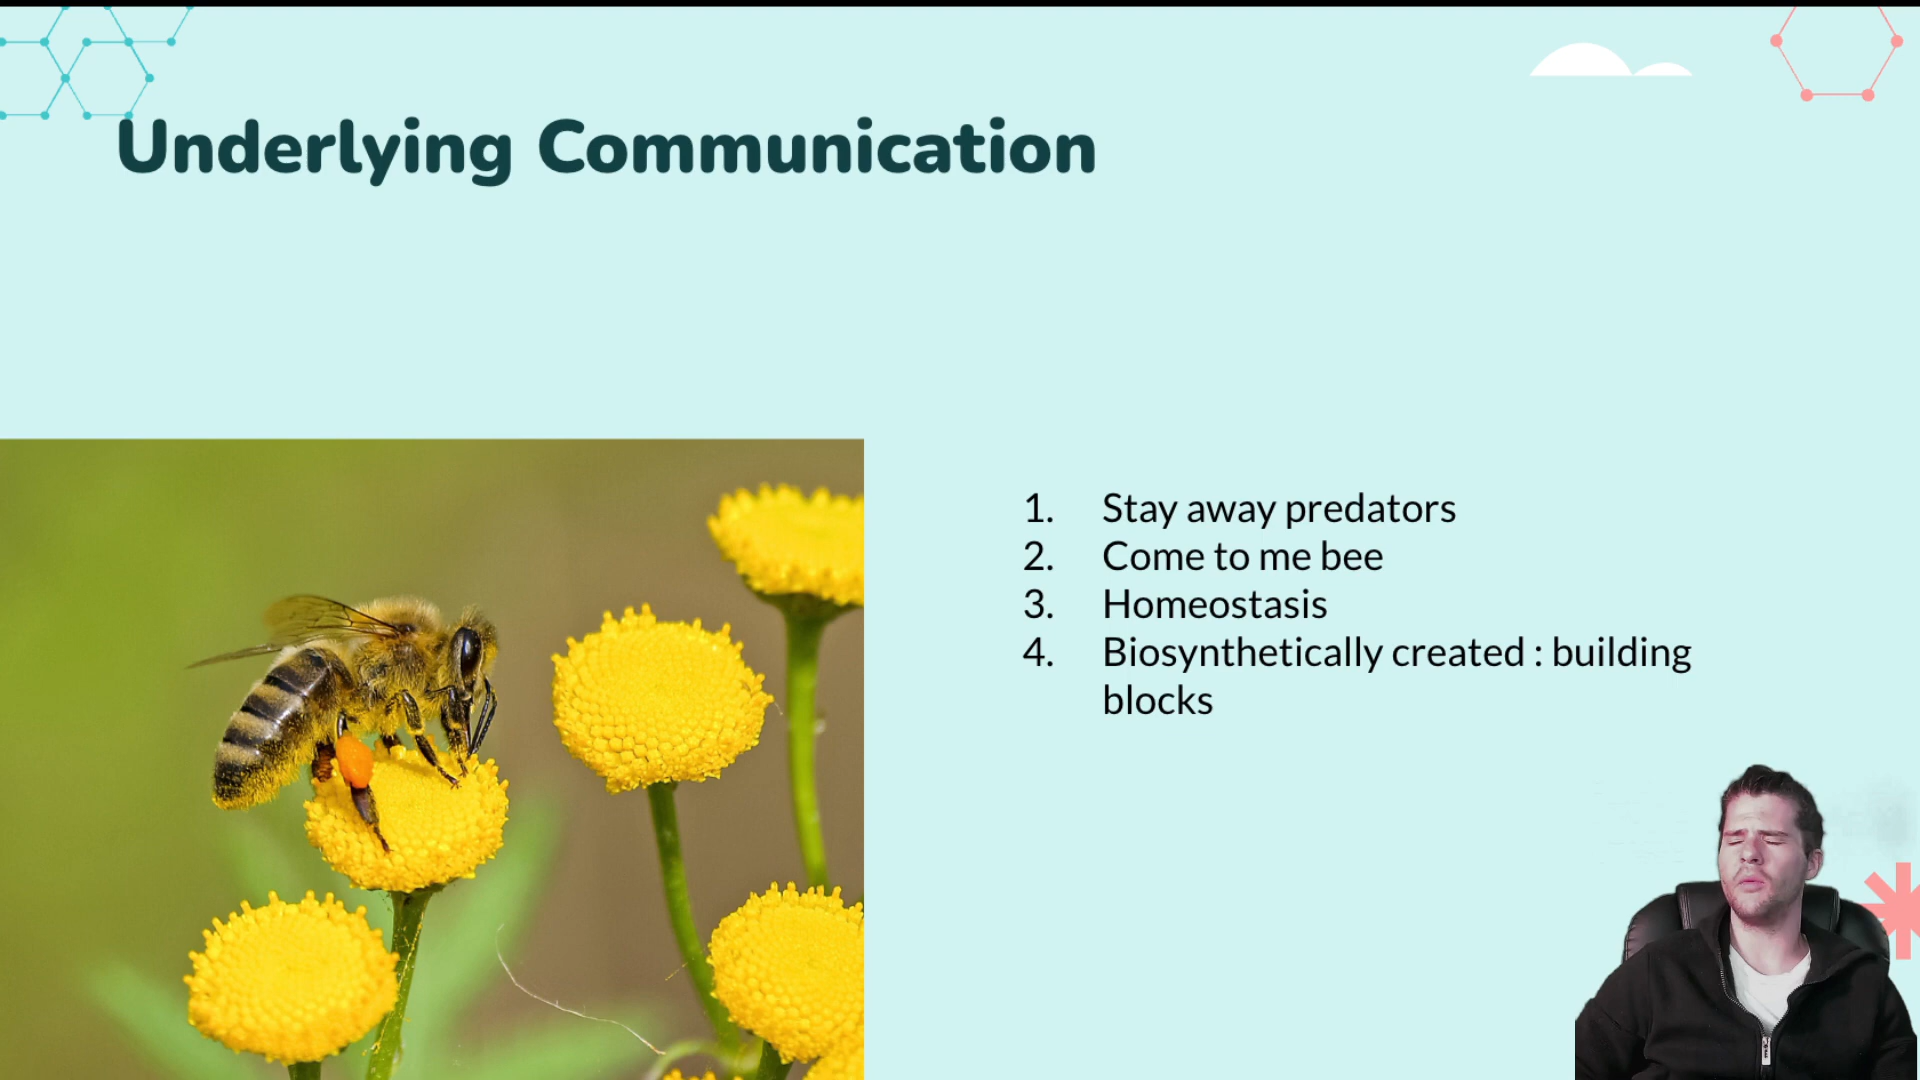 Underlying Communication
1. Stay away predators
2. Come to me bee
3. Homeostasis
4. Biosynthetically created : building
blocks